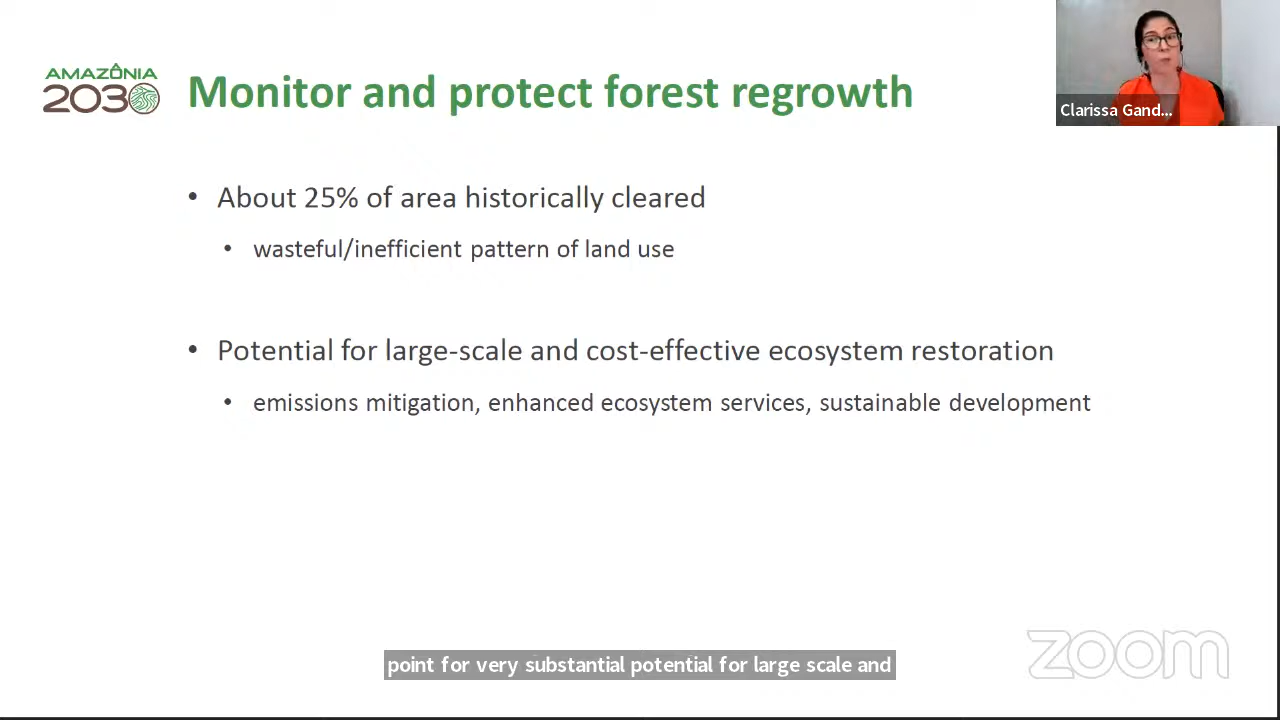 AMAZÔNIA
2030
Monitor and protect forest regrowth
Clarissa Gand...
• About 25% of area historically cleared
• wasteful/inefficient pattern of land use
• Potential for large-scale and cost-effective ecosystem restoration
• emissions mitigation, enhanced ecosystem services, sustainable development
zoom
point for very substantial potential for large scale and